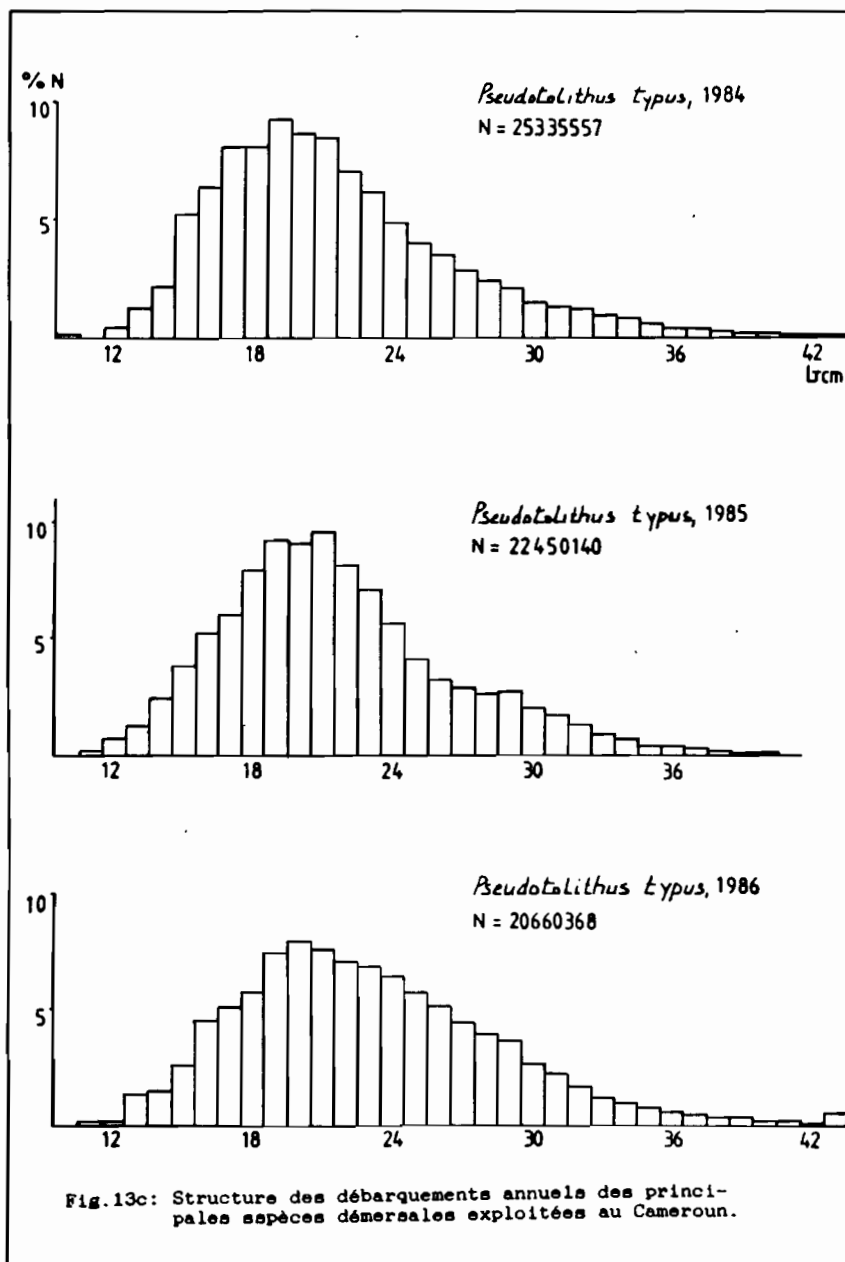 % N
Pseudotolithus typus, 1984
N = 25335557
10
5
12 18 24 30 36 42
LTcm
Pseudotolithus typus, 1985
N = 22450140
10
5
12 18 24 30 36
Pseudotolithus typus, 1986
N = 20660368
10
5
12 18 24 30 36 42
Fig.13c: Structure des débarquements annuels des princi-
pales espèces démersales exploitées au Cameroun.